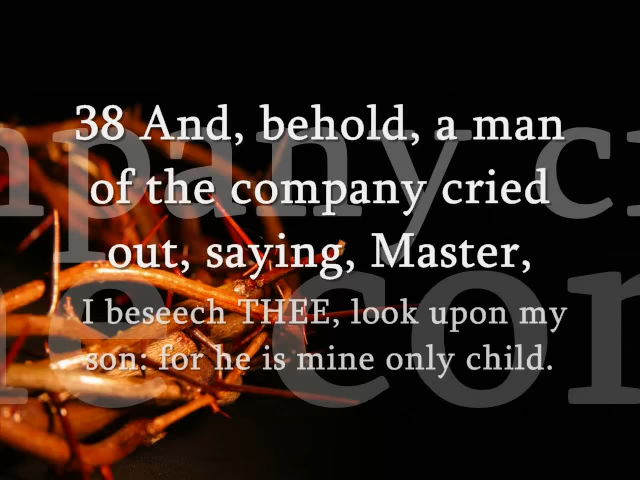 38 And, behold, a man
of the company cried
out, saying, Master,
I beseech THEE, look upon my
son: for he is mine only child.